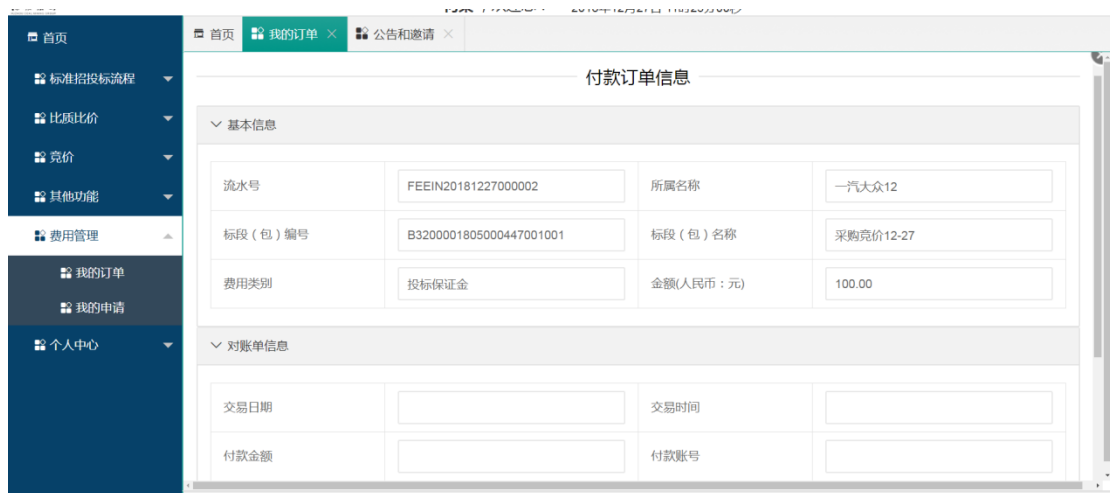 首页
标准招投标流程
比质比价
竞价
其他功能
费用管理
我的订单
我的申请
个人中心
首页 我的订单 公告和邀请
付款订单信息
基本信息
流水号 FEEIN20181227000002 所属名称 一汽大众12
标段（包）编号 B3200001805000447001001 标段（包）名称 采购竞价12-27
费用类别 投标保证金 金额(人民币：元) 100.00
对账单信息
交易日期 交易时间
付款金额 付款账号